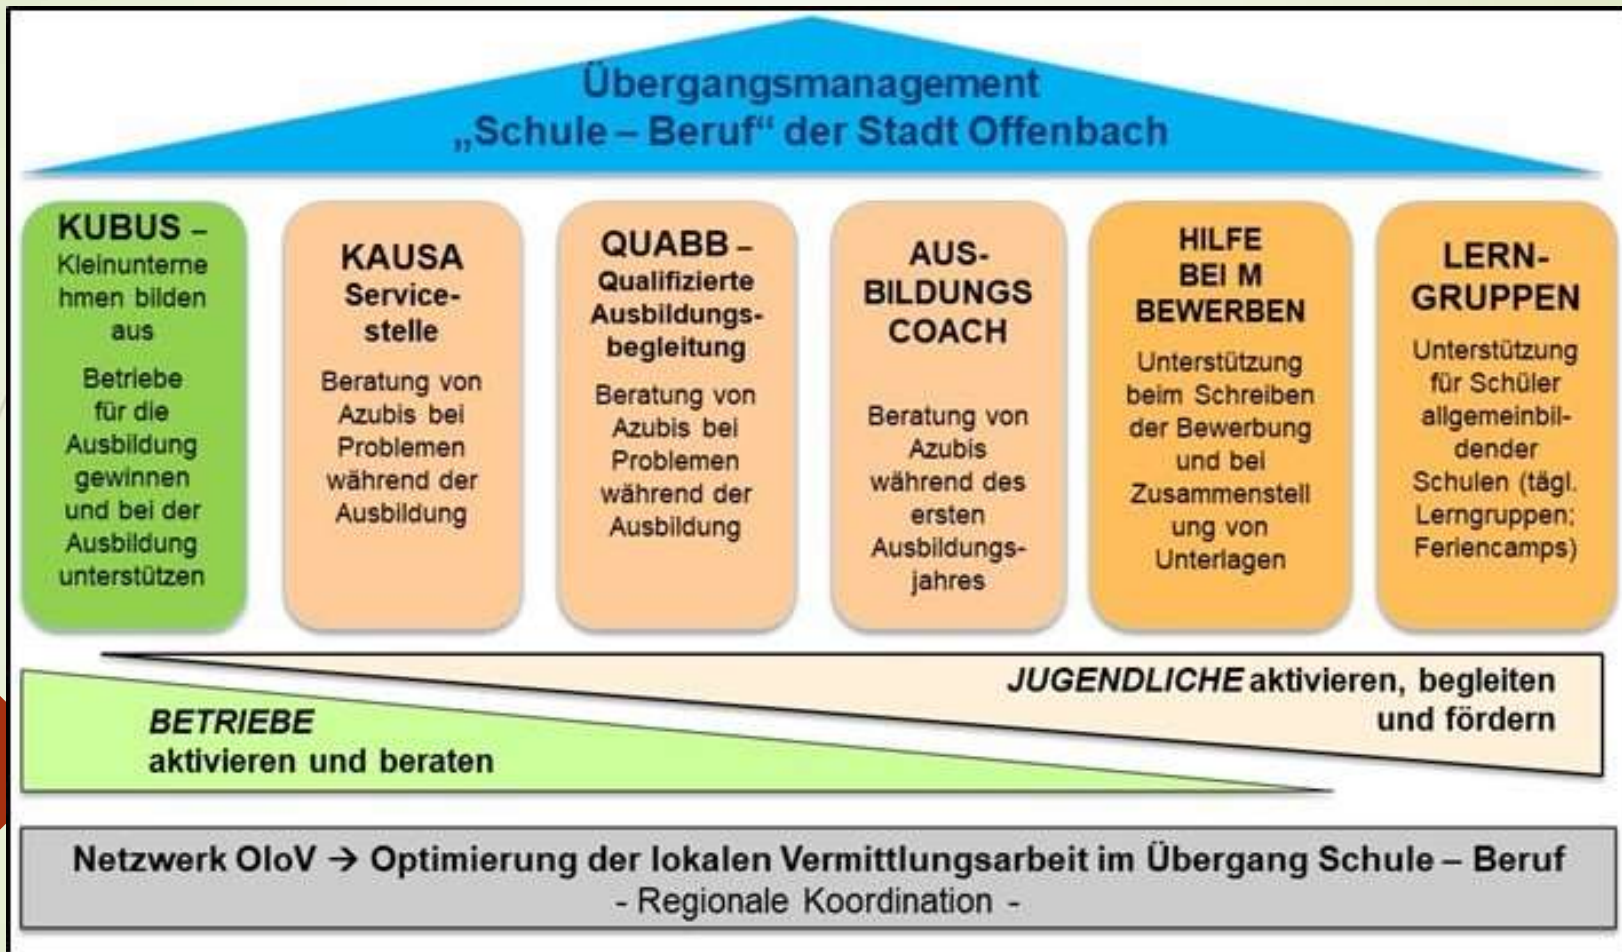 Übergangsmanagement
„Schule – Beruf“ der Stadt Offenbach
KUBUS –
Kleinunterne
hmen bilden
aus
Betriebe
für die
Ausbildung
gewinnen
und bei der
Ausbildung
unterstützen
KAUSA
Service-
stelle
Beratung von
Azubis bei
Problemen
während der
Ausbildung
QUABB –
Qualifizierte
Ausbildungs-
begleitung
Beratung von
Azubis bei
Problemen
während der
Ausbildung
AUS-
BILDUNGS
COACH
Beratung von
Azubis
während des
ersten
Ausbildungs-
jahres
HILFE
BEI M
BEWERBEN
Unterstützung
beim Schreiben
der Bewerbung
und bei
Zusammenstell
ung von
Unterlagen
LERN-
GRUPPEN
Unterstützung
für Schüler
allgemeinbil-
dender
Schulen (tägl.
Lerngruppen;
Feriencamps)
JUGENDLICHE aktivieren, begleiten
und fördern
BETRIEBE
aktivieren und beraten
Netzwerk OloV → Optimierung der lokalen Vermittlungsarbeit im Übergang Schule – Beruf
- Regionale Koordination -